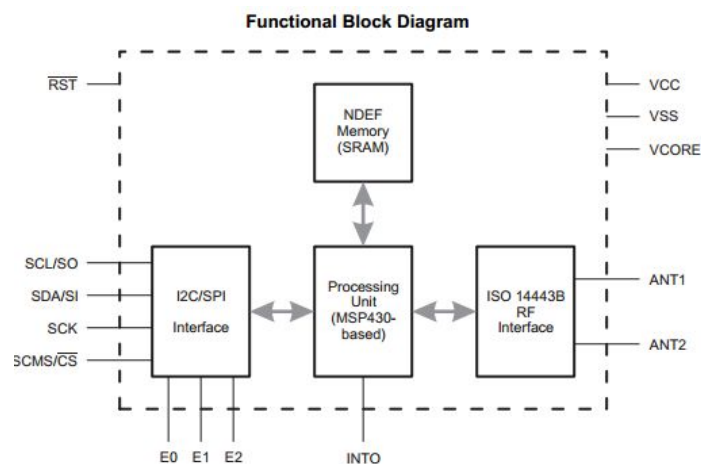 Functional Block Diagram
RST
VCC
NDEF
Memory
(SRAM)
VSS
VCORE
SCL/SO
SDA/SI
SCK
SCMS/CS
I2C/SPI
Interface
Processing
Unit
(MSP430-
based)
ISO 14443B
RF
Interface
ANT1
ANT2
E0
E1
E2
INTO